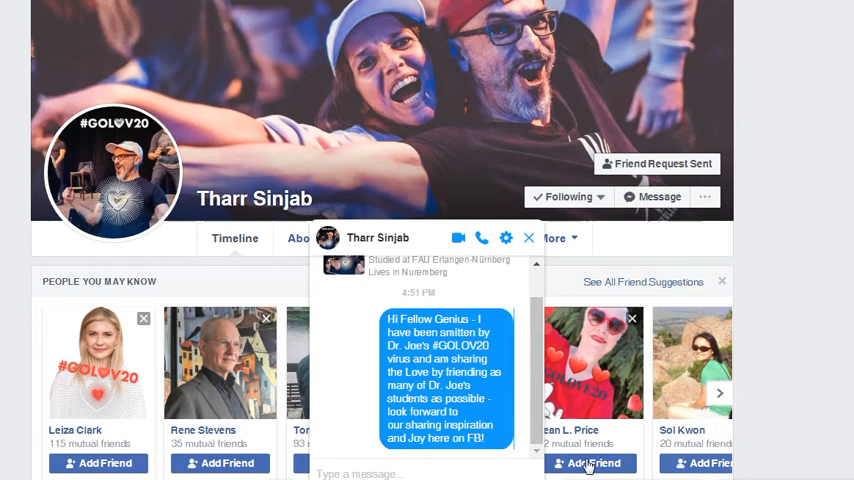 #GOLOV20
Friend Request Sent
Tharr Sinjab
Following
Message
Timeline
Abo
More
Tharr Sinjab
Studied at FAU Erlangen-Nürnberg
Lives in Nuremberg
4:51 PM
Hi Fellow Genius - I
have been smitten by
Dr. Joe's #GOLOV20
virus and am sharing
the Love by friending as
many of Dr. Joe's
students as possible -
look forward to
our sharing inspiration
and Joy here on FB!
Type a message...
PEOPLE YOU MAY KNOW
See All Friend Suggestions
#GOLOV20
Leiza Clark
115 mutual friends
Add Friend
Rene Stevens
35 mutual friends
Add Friend
93 m
GOLOV20
ean L. Price
2 mutual friends
Add Friend
Sol Kwon
20 mutual friends
Add Frien